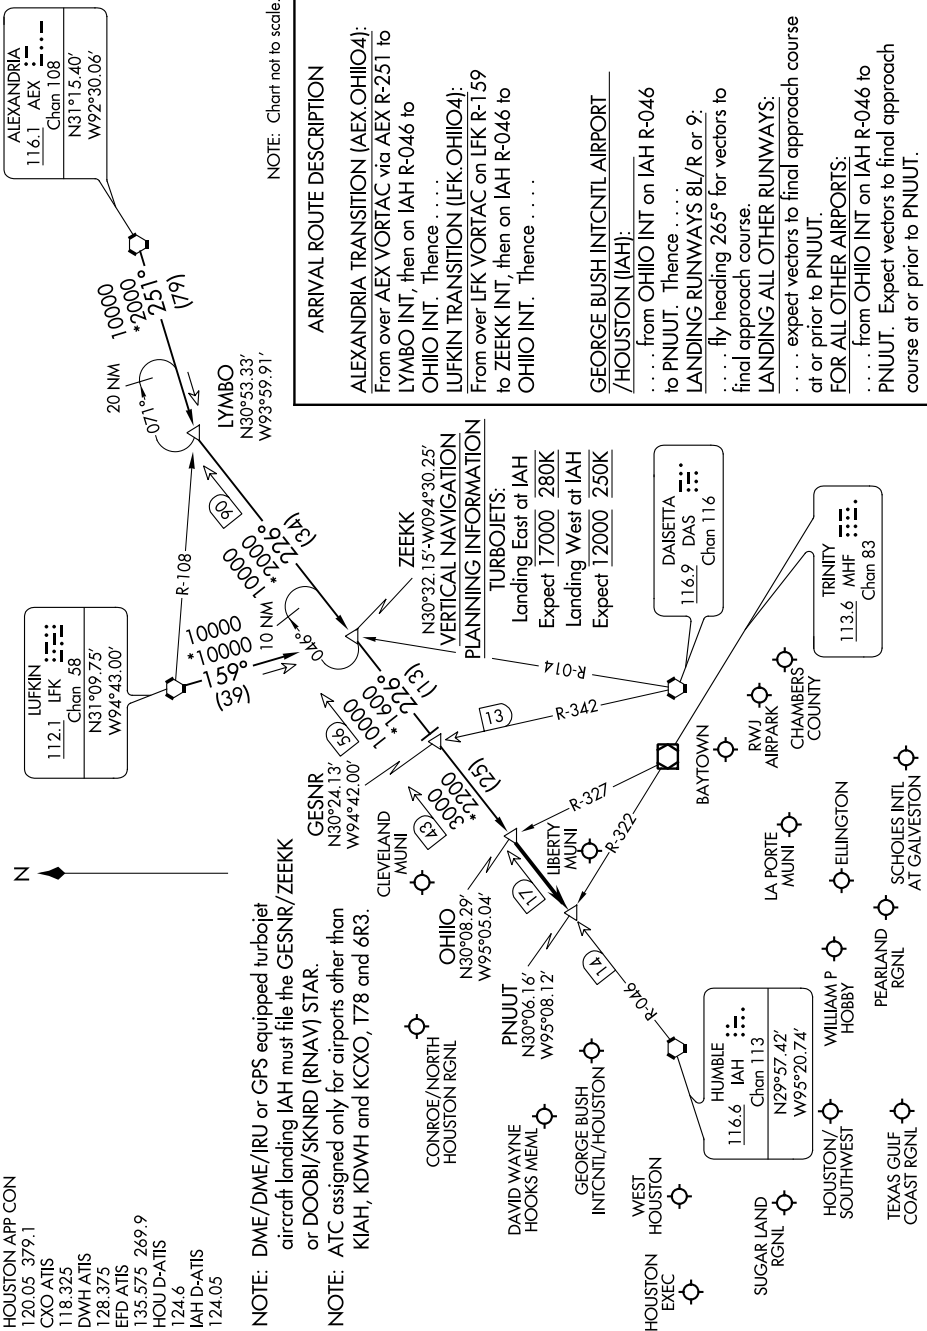 HOUSTON APP CON
120.05 379.1
CXO ATIS
118.325
DWH ATIS
128.375
EFD ATIS
135.575 269.9
HOU D-ATIS
124.6
IAH D-ATIS
124.05
N
LUFKIN
112.1 LFK
Chan 58
N31°09.75'
W94°43.00'
ALEXANDRIA
116.1 AEX
Chan 108
N31°15.40'
W92°30.06'
NOTE: Chart not to scale.
NOTE: DME/DME/IRU or GPS equipped turbojet
aircraft landing IAH must file the GESNR/ZEEKK
or DOOBI/SKNRD (RNAV) STAR.
NOTE: ATC assigned only for airports other than
KIAH, KDWH and KCXO, T78 and 6R3.
R-108
10000
*2000
251°
(79)
20 NM
071°
LYMBO
N30°53.33'
W93°59.91'
90
10000
*2000
226°
(34)
10000
*10000
159°
(39)
10 NM
046°
ZEEKK
N30°32.15'-W094°30.25'
VERTICAL NAVIGATION
PLANNING INFORMATION
TURBOJETS:
Landing East at IAH
Expect 17000 280K
Landing West at IAH
Expect 12000 250K
56
10000
*1600
226°
(13)
GESNR
N30°24.13'
W94°42.00'
R-014
R-342
13
DAISETTA
116.9 DAS
Chan 116
43
3000
*2200
(25)
OHIIO
N30°08.29'
W95°05.04'
17
R-327
R-322
TRINITY
113.6 MHF
Chan 83
PNUUT
N30°06.16'
W95°08.12'
14
R-046
HUMBLE
116.6 IAH
Chan 113
N29°57.42'
W95°20.74'
CLEVELAND
MUNI
LIBERTY
MUNI
CONROE/NORTH
HOUSTON RGNL
DAVID WAYNE
HOOKS MEML
GEORGE BUSH
INTCNTL/HOUSTON
WEST
HOUSTON
HOUSTON
EXEC
SUGAR LAND
RGNL
HOUSTON/
SOUTHWEST
TEXAS GULF
COAST RGNL
WILLIAM P
HOBBY
PEARLAND
RGNL
ELLINGTON
LA PORTE
MUNI
SCHOLES INTL
AT GALVESTON
BAYTOWN
RWJ
AIRPARK
CHAMBERS
COUNTY
ARRIVAL ROUTE DESCRIPTION
ALEXANDRIA TRANSITION (AEX.OHIIO4):
From over AEX VORTAC via AEX R-251 to
LYMBO INT, then on IAH R-046 to
OHIIO INT. Thence . . . .
LUFKIN TRANSITION (LFK.OHIIO4):
From over LFK VORTAC on LFK R-159
to ZEEKK INT, then on IAH R-046 to
OHIIO INT. Thence . . . .
GEORGE BUSH INTCNTL AIRPORT
/HOUSTON (IAH):
. . . . from OHIIO INT on IAH R-046
to PNUUT. Thence . . . .
LANDING RUNWAYS 8L/R or 9:
. . . . fly heading 265° for vectors to
final approach course.
LANDING ALL OTHER RUNWAYS:
. . . . expect vectors to final approach course
at or prior to PNUUT.
FOR ALL OTHER AIRPORTS:
. . . . from OHIIO INT on IAH R-046 to
PNUUT. Expect vectors to final approach
course at or prior to PNUUT.